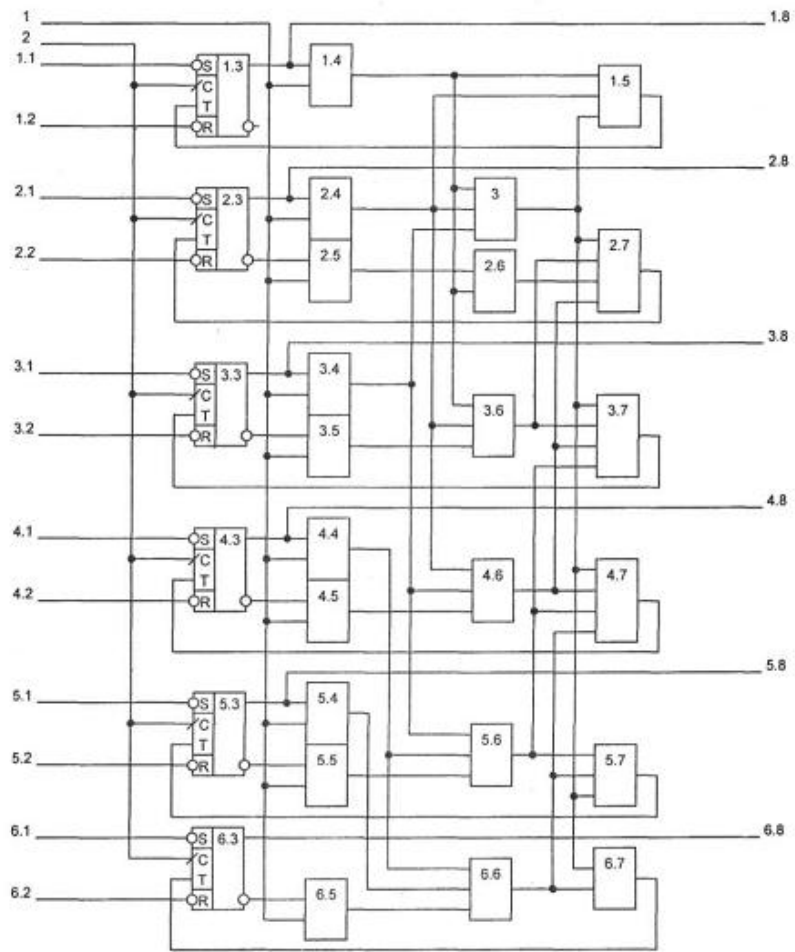 1 1.8
2
1.1 S 1.3 1.4 1.5
C
T
1.2 R
2.1 S 2.3 2.4 3 2.8
C
T 2.7
2.2 R 2.5 2.6
3.1 S 3.3 3.4 3.8
C
T 3.6 3.7
3.2 R 3.5
4.1 S 4.3 4.4 4.8
C 4.6 4.7
T
4.2 R 4.5
5.1 S 5.3 5.4 5.8
C 5.6
T 5.7
5.2 R 5.5
6.1 S 6.3 6.8
C 6.7
T 6.6
6.2 R 6.5